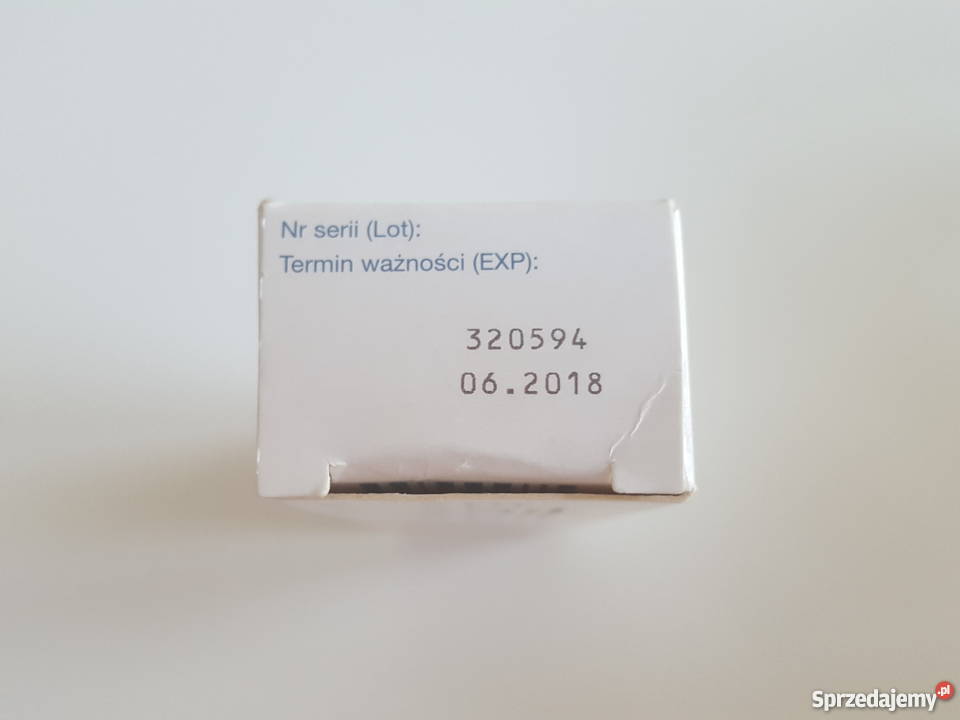 Nr serii (Lot):
Termin ważności (EXP):
320594
06.2018
Sprzedajemy.pl